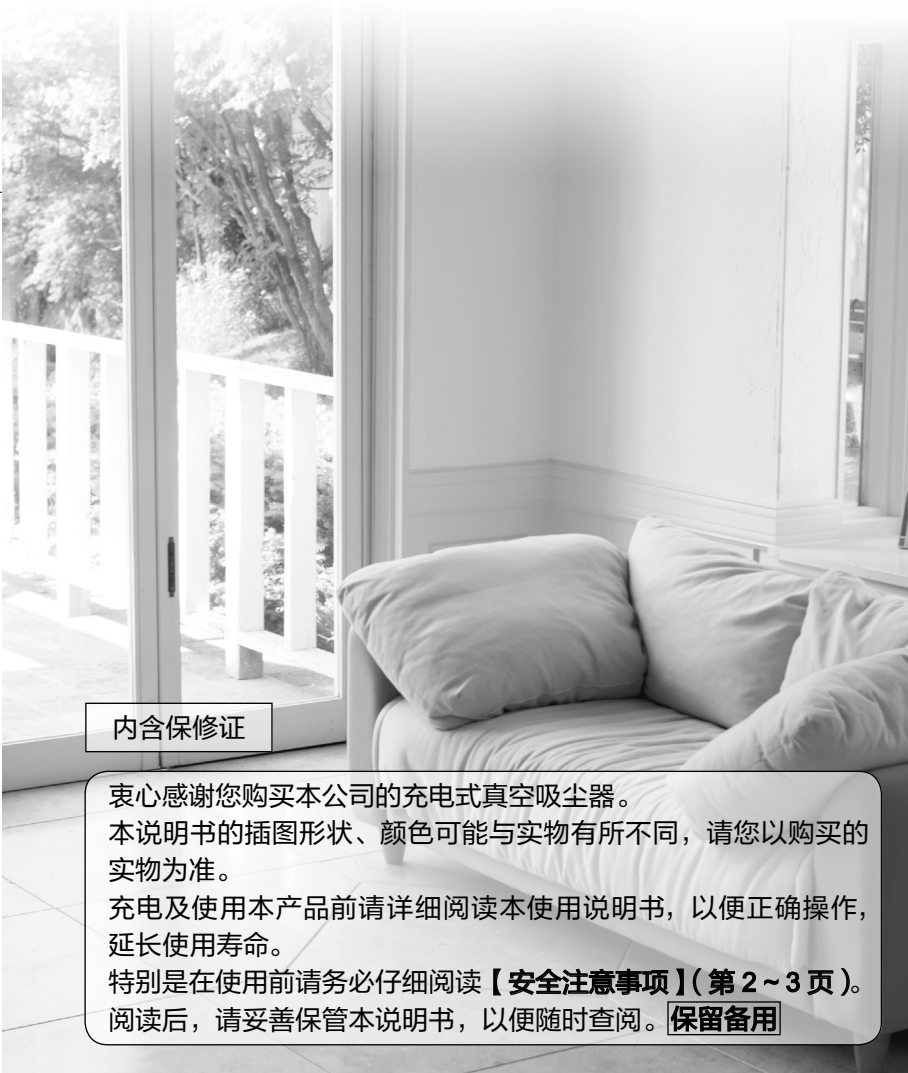 内含保修证
衷心感谢您购买本公司的充电式真空吸尘器。
本说明书的插图形状、颜色可能与实物有所不同，请您以购买的
实物为准。
充电及使用本产品前请详细阅读本使用说明书，以便正确操作，
延长使用寿命。
特别是在使用前请务必仔细阅读【安全注意事项】（第2~3页）。
阅读后，请妥善保管本说明书，以便随时查阅。保留备用